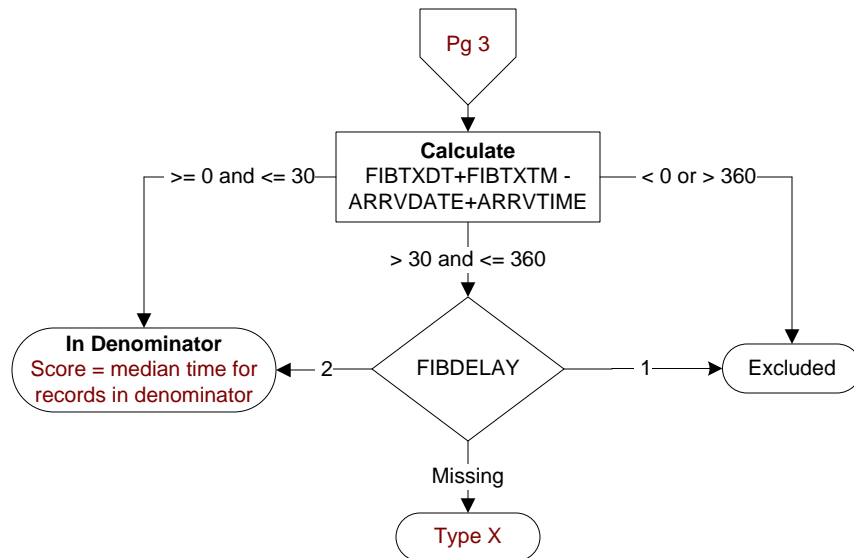 Pg 3
Calculate
FIBTXDT+FIBTXTM -
ARRVDATE+ARRVTIME
>= 0 and <= 30
< 0 or > 360
> 30 and <= 360
In Denominator
Score = median time for
records in denominator
2
FIBDELAY
1
Excluded
Missing
Type X